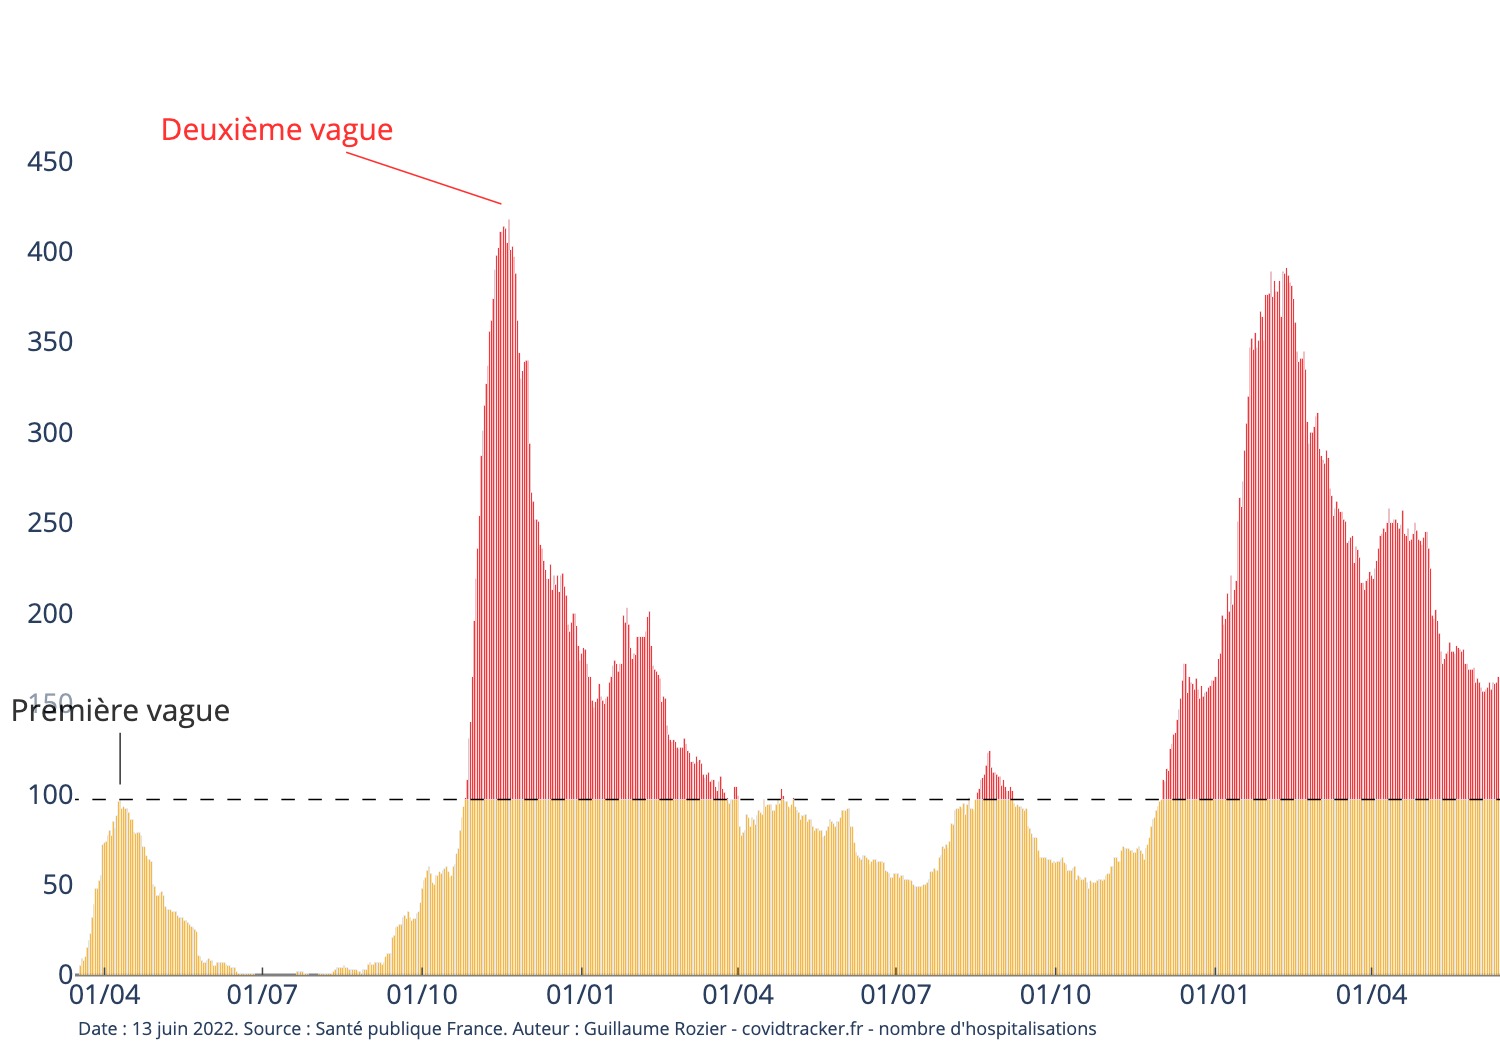 Deuxième vague
450
400
350
300
250
200
150
Première vague
100
50
0
01/04 01/07 01/10 01/01 01/04 01/07 01/10 01/01 01/04
Date : 13 juin 2022. Source : Santé publique France. Auteur : Guillaume Rozier - covidtracker.fr - nombre d'hospitalisations